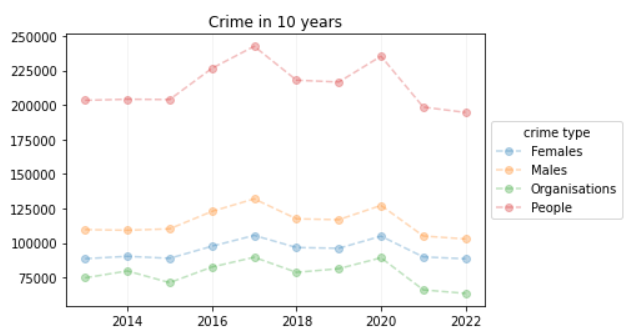 Crime in 10 years
250000
225000
200000
175000
150000
125000
100000
75000
2014 2016 2018 2020 2022
crime type
Females
Males
Organisations
People